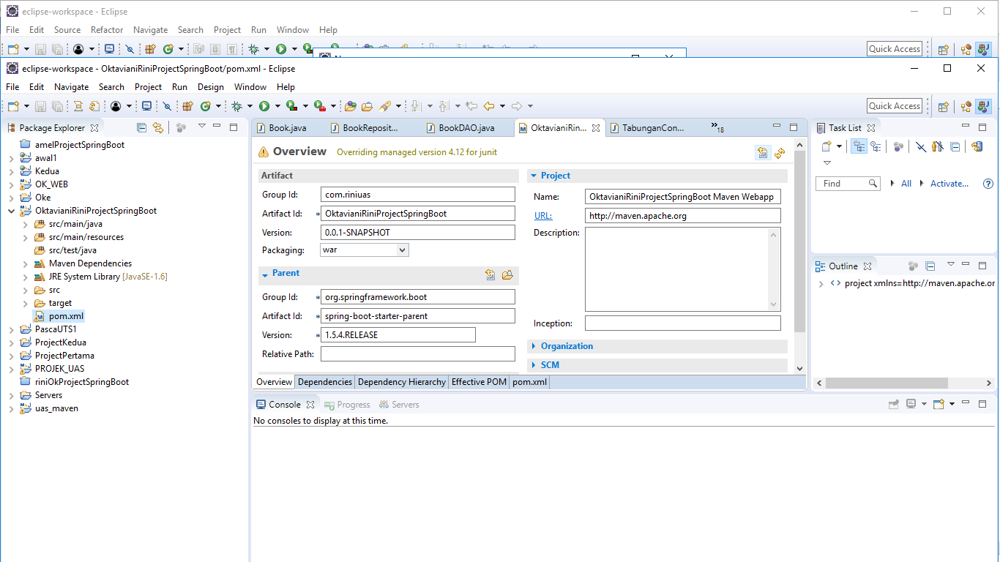 eclipse-workspace - Eclipse
File Edit Source Refactor Navigate Search Project Run Window Help
Quick Access
eclipse-workspace - OktavianiRiniProjectSpringBoot/pom.xml - Eclipse
File Edit Navigate Search Project Run Design Window Help
Quick Access
Package Explorer
amelProjectSpringBoot
awal1
Kedua
OK_WEB
Oke
OktavianiRiniProjectSpringBoot
src/main/java
src/main/resources
src/test/java
Maven Dependencies
JRE System Library [JavaSE-1.6]
src
target
pom.xml
PascaUTS1
ProjectKedua
ProjectPertama
PROJEK_UAS
riniOkProjectSpringBoot
Servers
uas_maven
Book.java BookReposit... BookDAO.java OktavianiRin... TabunganCon... »18
Overview Overriding managed version 4.12 for junit
Artifact
Group Id: com.riniuas
Artifact Id: * OktavianiRiniProjectSpringBoot
Version: 0.0.1-SNAPSHOT
Packaging: war
Parent
Group Id: * org.springframework.boot
Artifact Id: * spring-boot-starter-parent
Version: * 1.5.4.RELEASE
Relative Path:
Project
Name: OktavianiRiniProjectSpringBoot Maven Webapp
URL: http://maven.apache.org
Description:
Inception:
Organization
SCM
Overview Dependencies Dependency Hierarchy Effective POM pom.xml
Console Progress Servers
No consoles to display at this time.
Task List
Find All Activate...
Outline
project xmlns=http://maven.apache.or